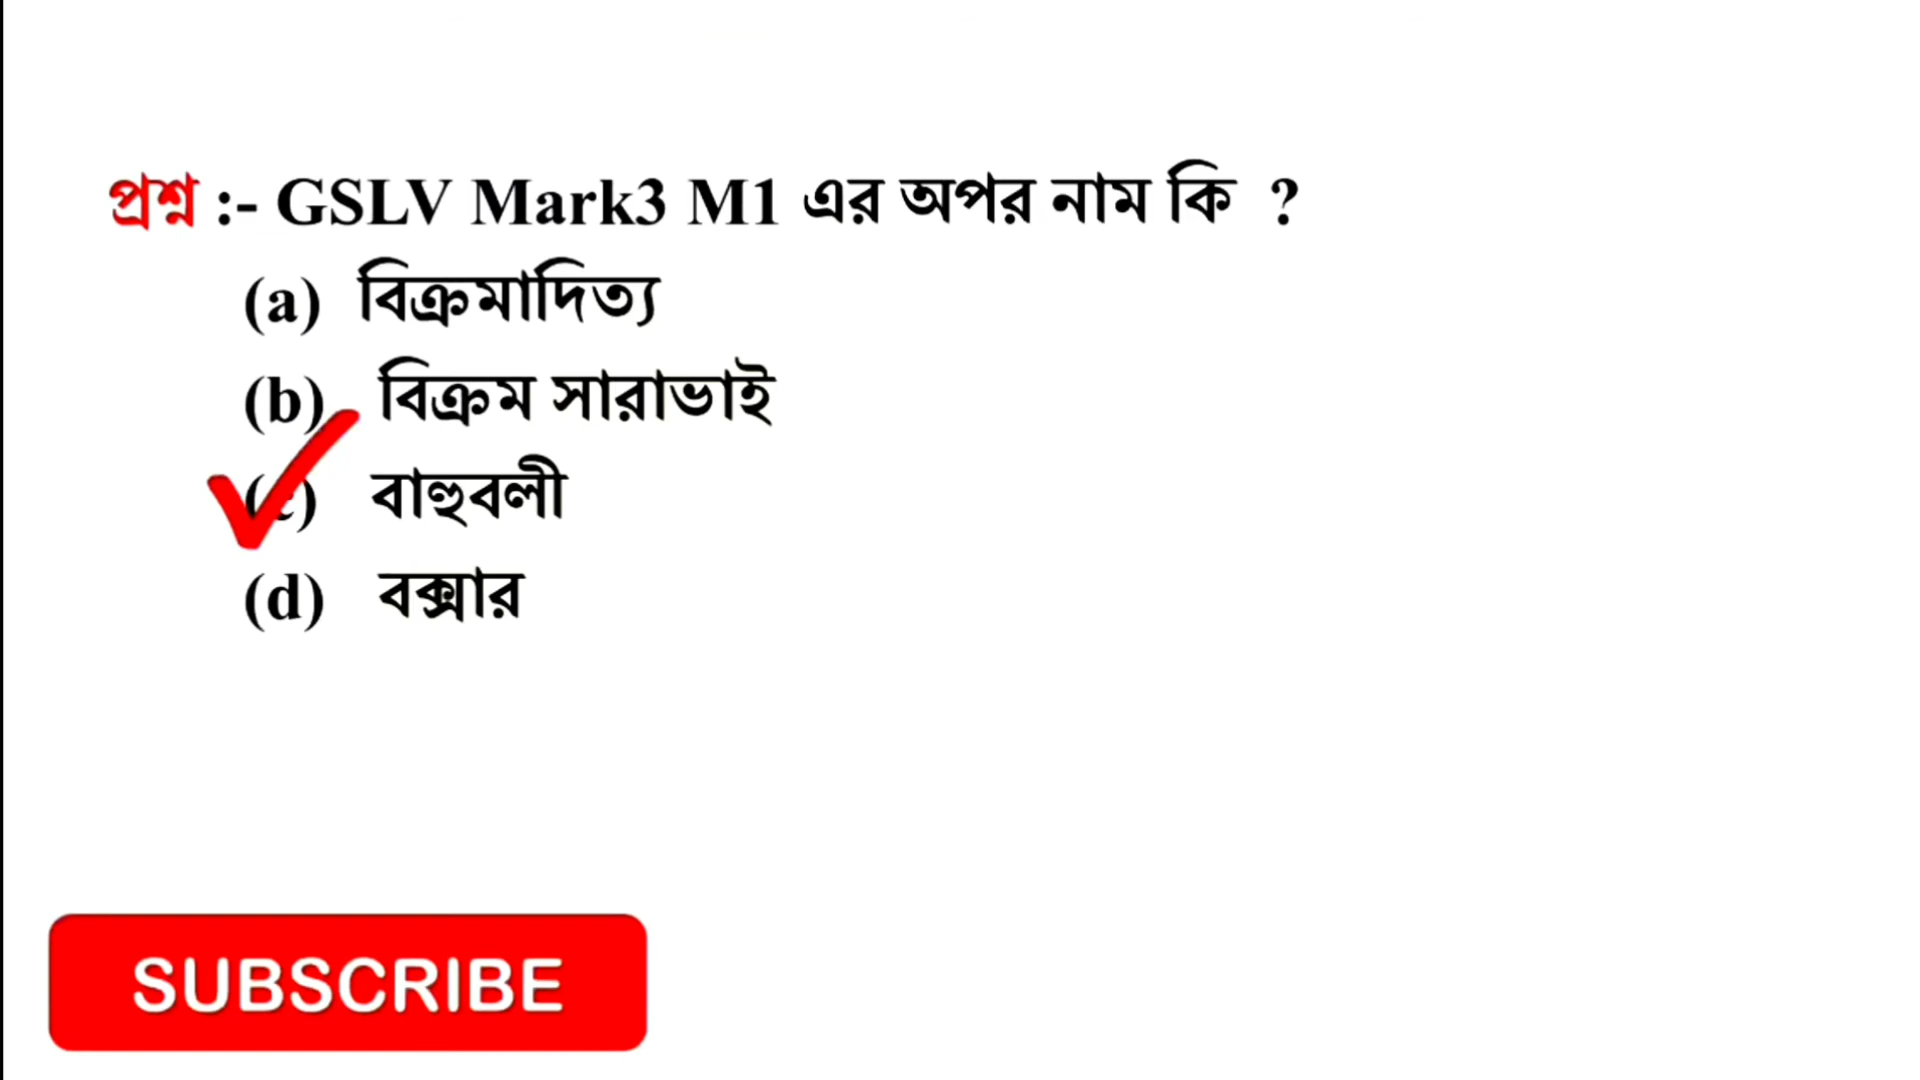 প্রশ্ন :- GSLV Mark3 M1 এর অপর নাম কি ?
(a) বিক্রমাদিত্য
(b) বিক্রম সারাভাই
(c) বাহুবলী
(d) বক্সার
SUBSCRIBE